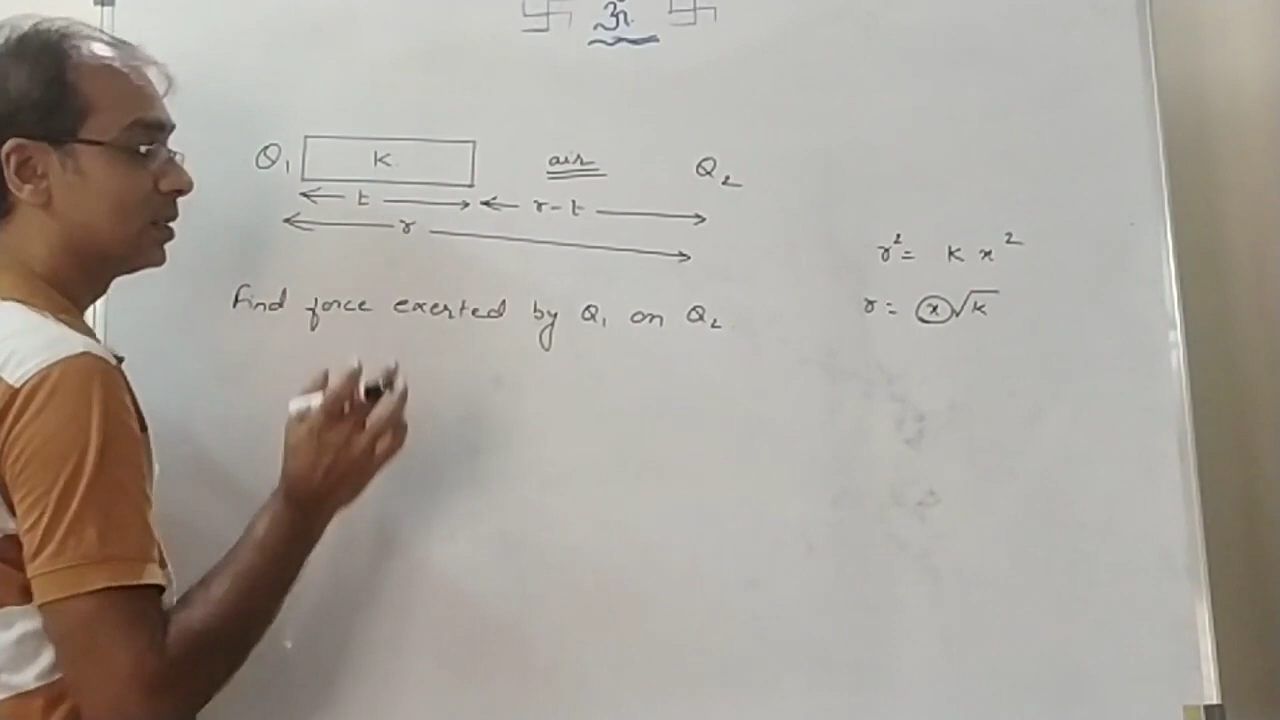 ॐ
Q₁ K air Q₂
t r-t
r
r² = K x²
r = x√K
Find force exerted by Q₁ on Q₂